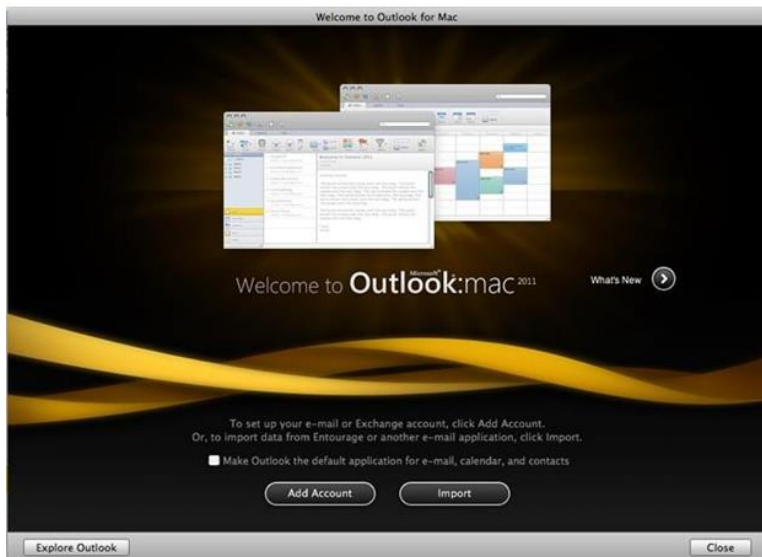 Welcome to Outlook for Mac
Welcome to Microsoft® Outlook:mac 2011
What's New
To set up your e-mail or Exchange account, click Add Account.
Or, to import data from Entourage or another e-mail application, click Import.
Make Outlook the default application for e-mail, calendar, and contacts
Add Account
Import
Explore Outlook
Close